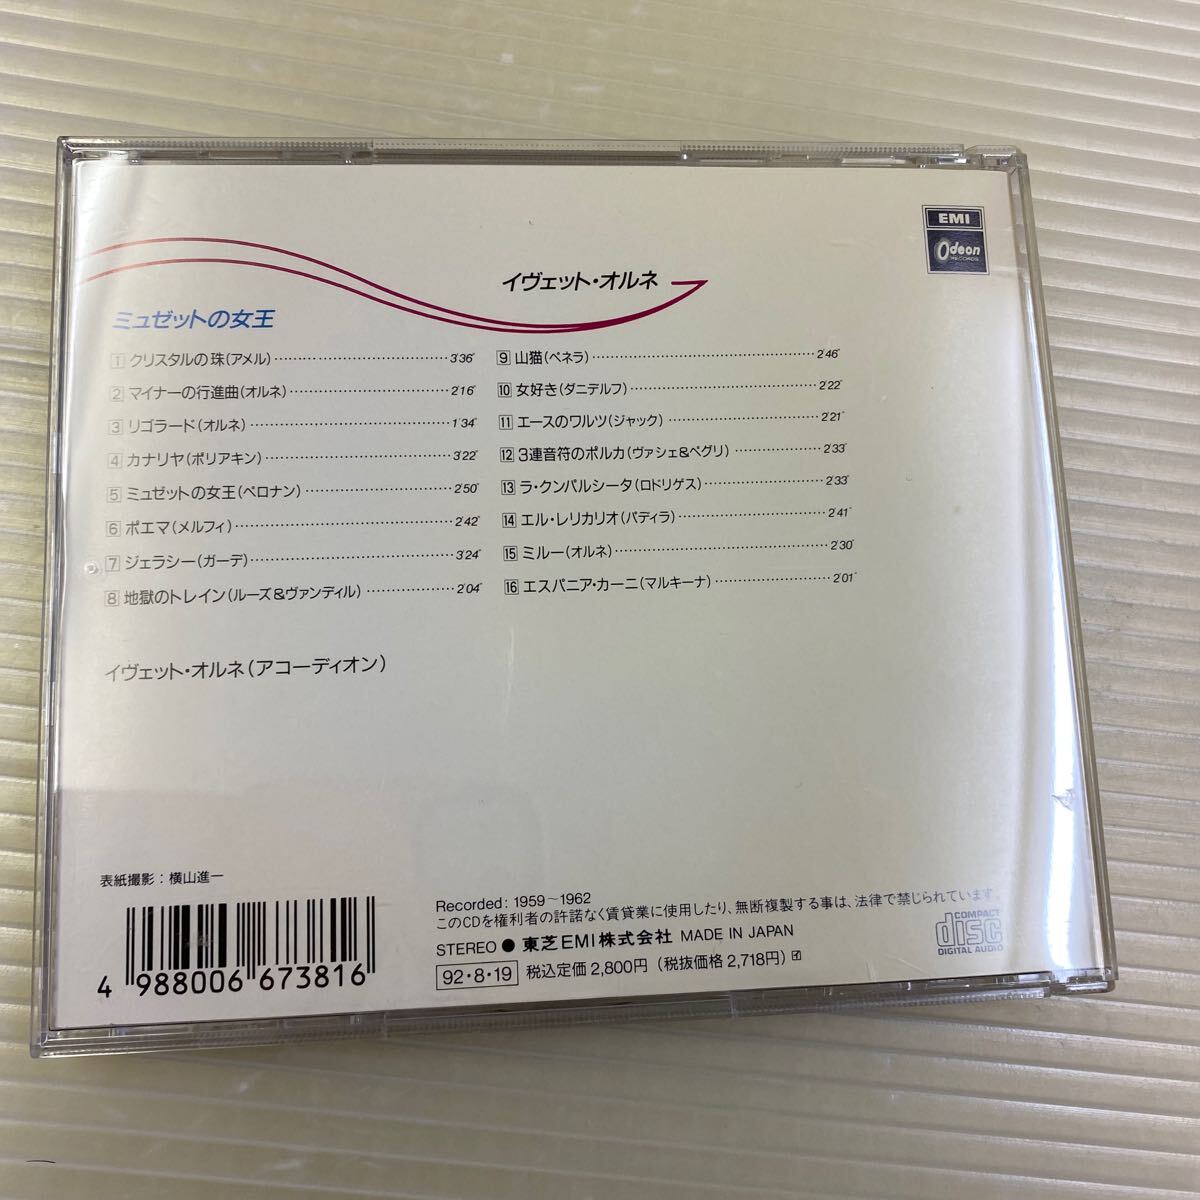 EMI
Odeon
RECORDS
イヴェット・オルネ
ミュゼットの女王
1 クリスタルの珠(アメル)………………………… 3′36″
2 マイナーの行進曲(オルネ)……………………… 2′16″
3 リゴラード(オルネ)……………………………… 1′34″
4 カナリヤ(ポリアキン)…………………………… 3′22″
5 ミュゼットの女王(ペロナン)…………………… 2′50″
6 ポエマ(メルフィ)………………………………… 2′42″
7 ジェラシー(ガーデ)……………………………… 3′24″
8 地獄のトレイン(ルーズ&ヴァンディル)………… 2′04″
9 山猫(ペネラ)……………………………………… 2′46″
10 女好き(ダニデルフ)……………………………… 2′22″
11 エースのワルツ(ジャック)……………………… 2′21″
12 3連音符のポルカ(ヴァシェ&ペグリ)…………… 2′33″
13 ラ・クンパルシータ(ロドリゲス)……………… 2′33″
14 エル・レリカリオ(パディラ)…………………… 2′41″
15 ミルー(オルネ)…………………………………… 2′30″
16 エスパニア・カーニ(マルキーナ)……………… 2′01″
イヴェット・オルネ(アコーディオン)
表紙撮影:横山進一
4 988006 673816
Recorded: 1959〜1962
このCDを権利者の許諾なく賃貸業に使用したり、無断複製する事は、法律で禁じられています。
STEREO ● 東芝EMI株式会社 MADE IN JAPAN
92・8・19 税込定価2,800円(税抜価格2,718円)
COMPACT
disc
DIGITAL AUDIO